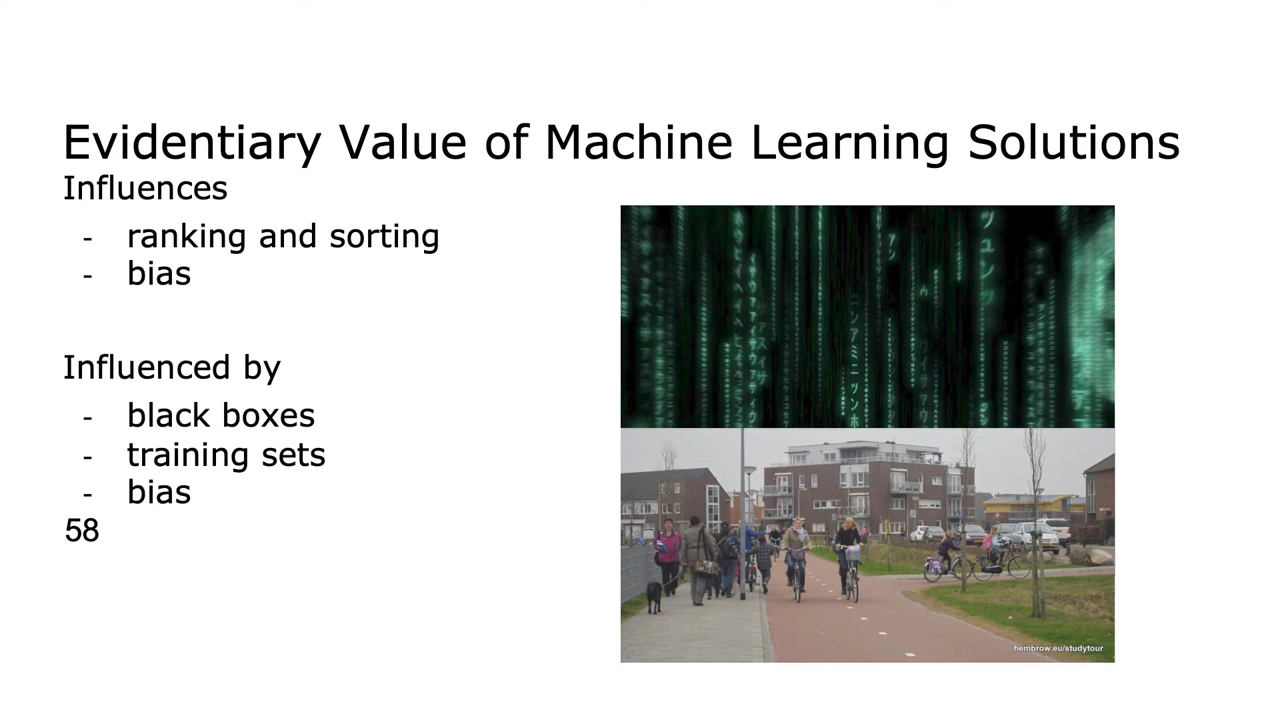 Evidentiary Value of Machine Learning Solutions
Influences
- ranking and sorting
- bias
Influenced by
- black boxes
- training sets
- bias
58
hembrow.eu/studytour